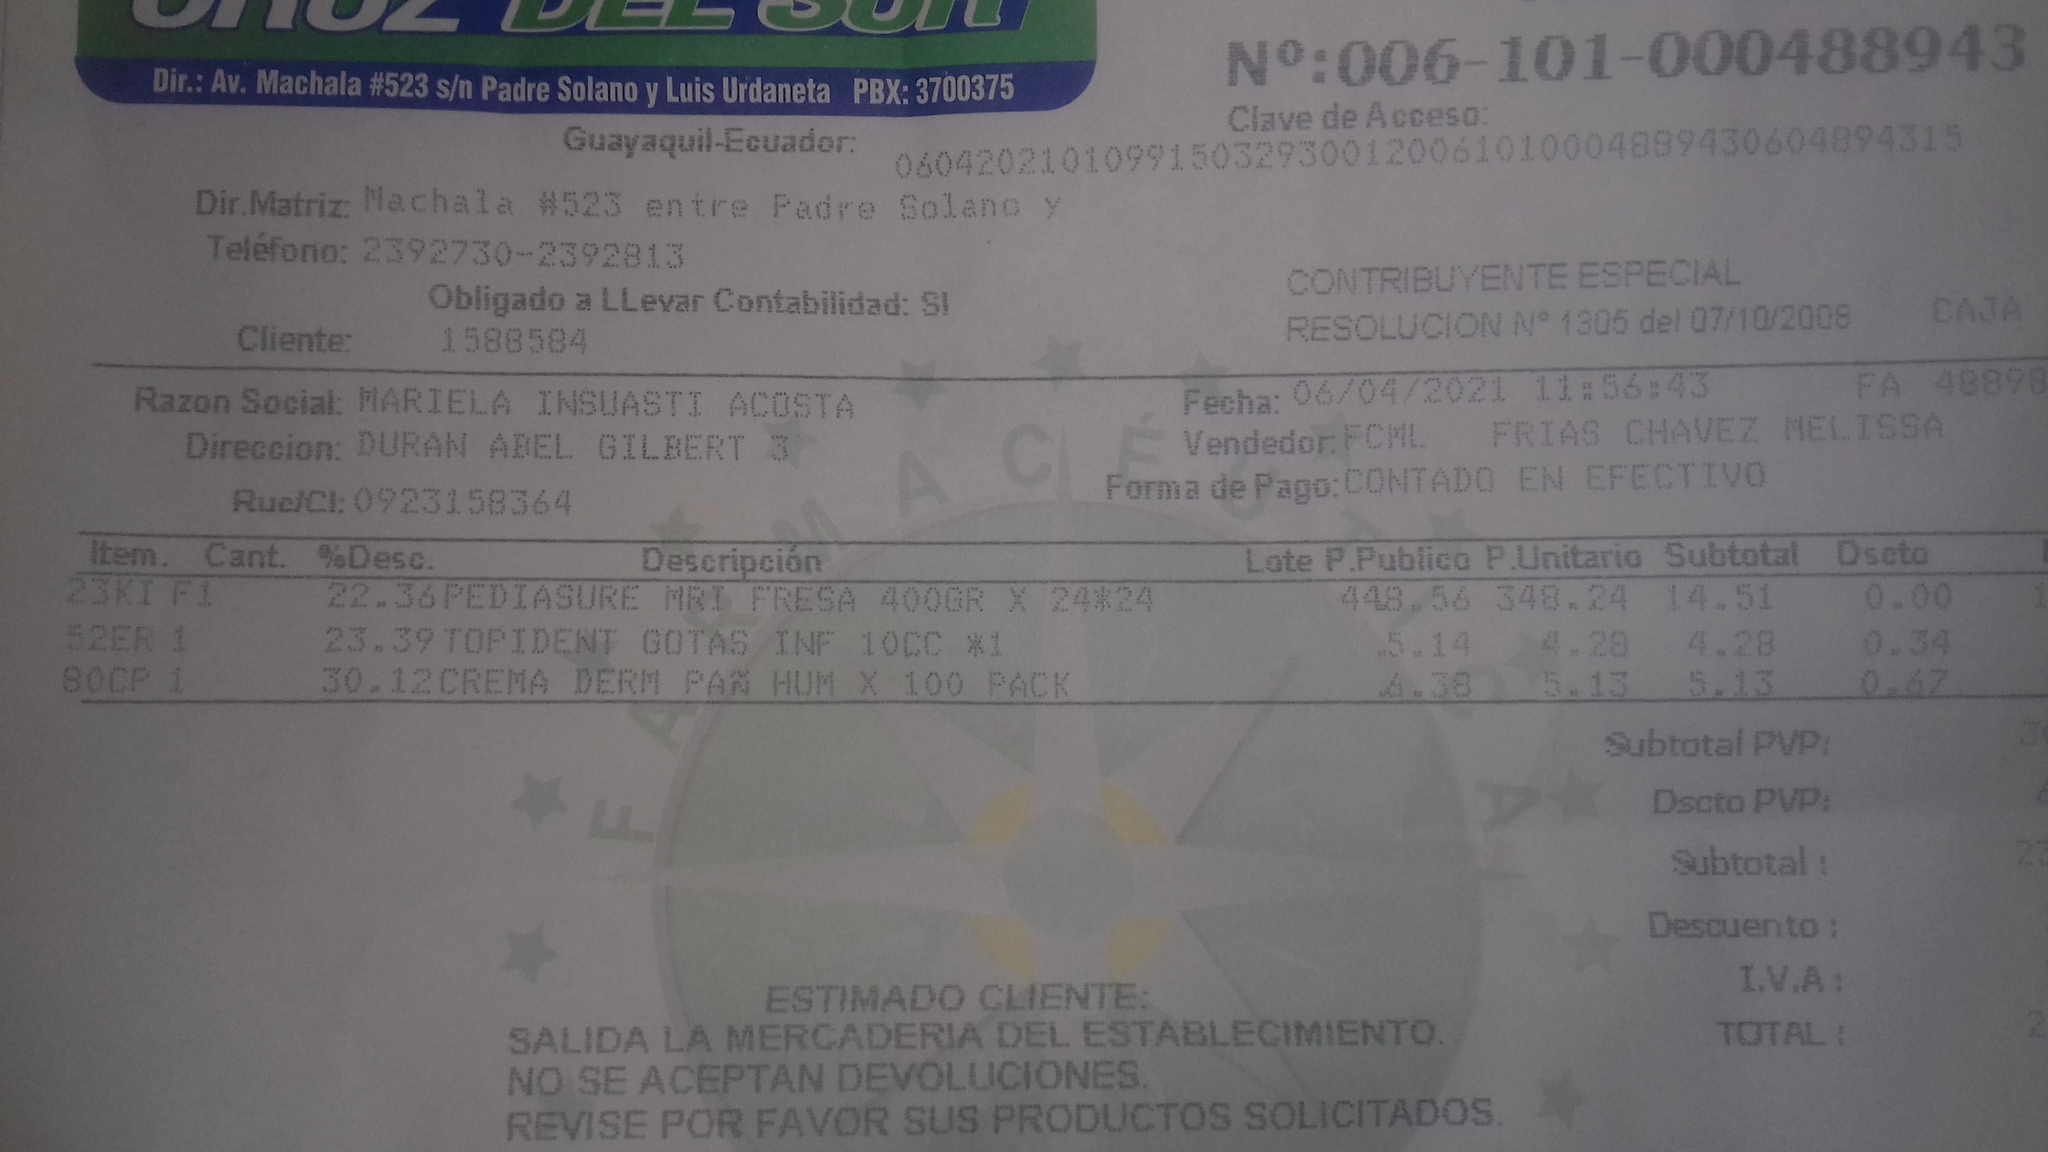 DEL SUR
Dir.: Av. Machala #523 s/n Padre Solano y Luis Urdaneta PBX: 3700375
Nº:006-101-000488943
Guayaquil-Ecuador:
Clave de Acceso:
Dir.Matriz: Machala #523 entre Padre Solano y
Teléfono: 2392730-2392813
Obligado a LLevar Contabilidad: SI
CONTRIBUYENTE ESPECIAL
Cliente: 158584
RESOLUCION Nº 1305 del 07/10/2008 CAJA
Razon Social: MARIELA INSUASTI ACOSTA
Fecha: 06/04/2021 11:56:43 FA 48898
Direccion: DURAN ABEL GILBERT 3
Vendedor: FCML FRIAS CHAVEZ MELISSA
Ruc/CI: 0923158364
Forma de Pago: CONTADO EN EFECTIVO
Item. Cant. %Desc. Descripción Lote P.Publico P.Unitario Subtotal Dscto
23KI F1 22.36 PEDIASURE MRI FRESA 400GR X 24*24 448.56 348.24 14.51 0.00
52ER 1 23.39 TOPIDENT GOTAS INF 10CC *1 5.14 4.28 4.28 0.34
80CP 1 30.12 CREMA DERM PAN HUM X 100 PACK 6.38 5.13 5.13 0.67
Subtotal PVP:
Dscto PVP:
Subtotal :
Descuento :
I.V.A :
TOTAL :
FARMACÉUTICA
ESTIMADO CLIENTE:
SALIDA LA MERCADERIA DEL ESTABLECIMIENTO.
NO SE ACEPTAN DEVOLUCIONES.
REVISE POR FAVOR SUS PRODUCTOS SOLICITADOS.